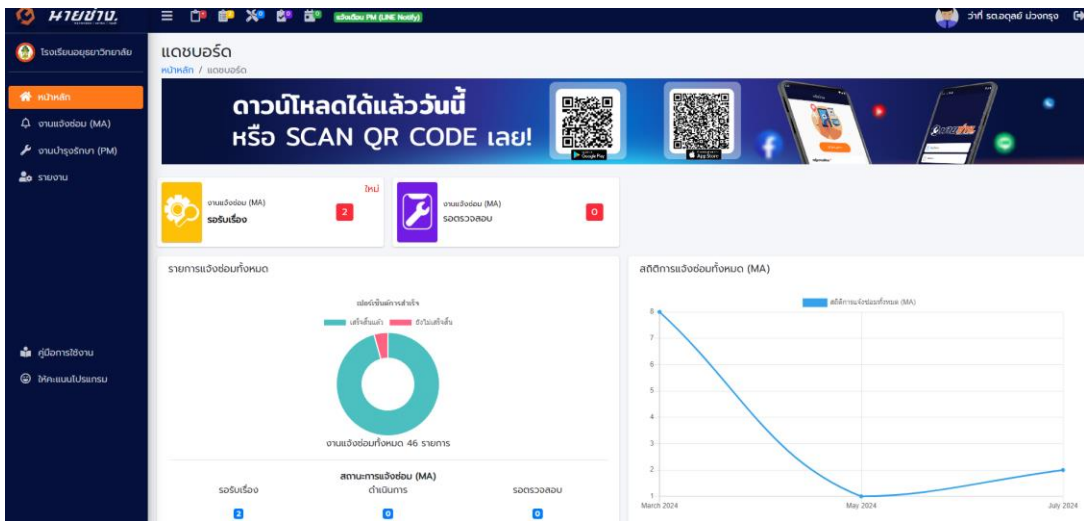 นายช่าง.
แจ้งเตือน PM (LINE Notify)
ว่าที่ รต.อดุลย์ ม่วงกรุง
โรงเรียนอยุธยาวิทยาลัย
หน้าหลัก
งานแจ้งซ่อม (MA)
งานบำรุงรักษา (PM)
รายงาน
คู่มือการใช้งาน
ให้คะแนนโปรแกรม
แดชบอร์ด
หน้าหลัก / แดชบอร์ด
ดาวน์โหลดได้แล้ววันนี้
หรือ SCAN QR CODE เลย!
Google Play
App Store
นายช่าง.
งานแจ้งซ่อม (MA)
รอรับเรื่อง
ใหม่
2
งานแจ้งซ่อม (MA)
รอตรวจสอบ
0
รายการแจ้งซ่อมทั้งหมด
เปอร์เซ็นต์การสำเร็จ
เสร็จสิ้นแล้ว ยังไม่เสร็จสิ้น
งานแจ้งซ่อมทั้งหมด 46 รายการ
สถานะการแจ้งซ่อม (MA)
รอรับเรื่อง ดำเนินการ รอตรวจสอบ
2 0 0
สถิติการแจ้งซ่อมทั้งหมด (MA)
สถิติการแจ้งซ่อมทั้งหมด (MA)
8
7
6
5
4
3
2
1
March 2024 May 2024 July 2024